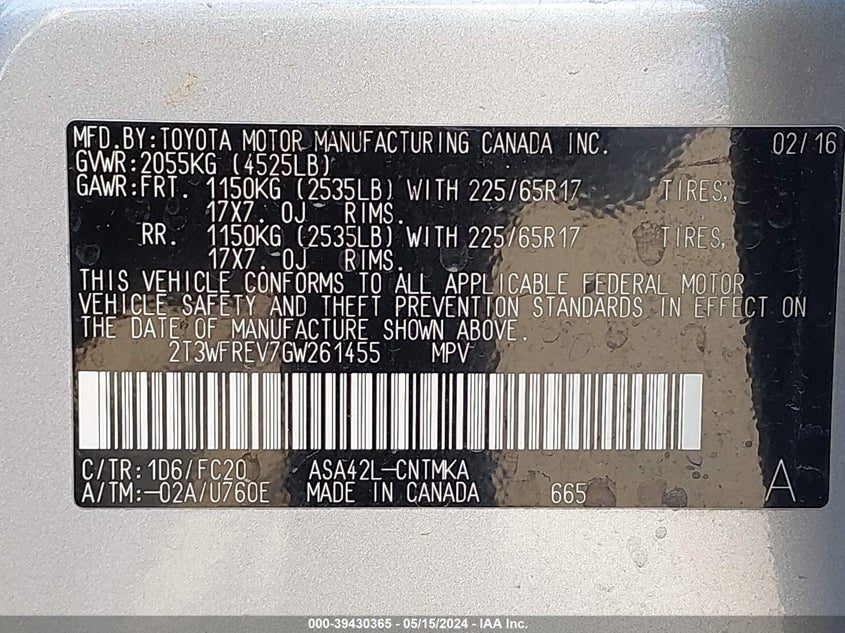 MFD.BY:TOYOTA MOTOR MANUFACTURING CANADA INC. 02/16
GVWR:2055KG (4525LB)
GAWR:FRT. 1150KG (2535LB) WITH 225/65R17 TIRES,
17X7. 0J RIMS.
RR. 1150KG (2535LB) WITH 225/65R17 TIRES,
17X7. 0J RIMS.
THIS VEHICLE CONFORMS TO ALL APPLICABLE FEDERAL MOTOR
VEHICLE SAFETY AND THEFT PREVENTION STANDARDS IN EFFECT ON
THE DATE OF MANUFACTURE SHOWN ABOVE.
2T3WFREV7GW261455 MPV
C/TR:1D6/FC20 ASA42L-CNTMKA
A/TM:-02A/U760E MADE IN CANADA 665 A
000-39430365 - 05/15/2024 - IAA Inc.